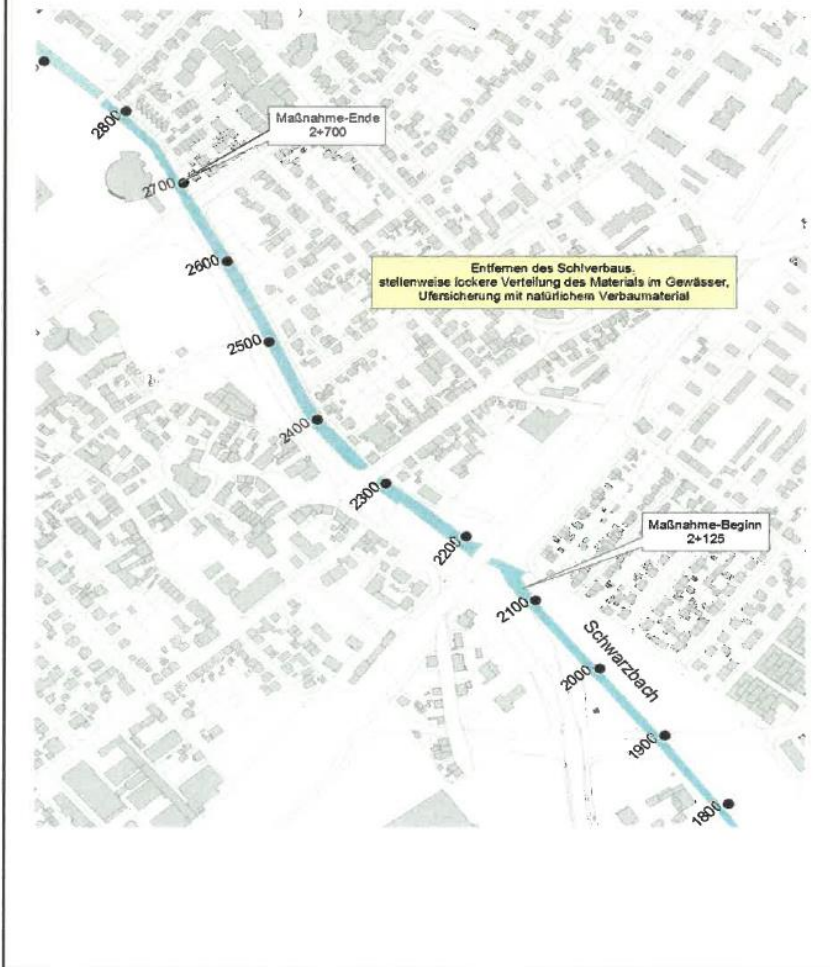 2800
Maßnahme-Ende
2+700
2700
2600
Entfernen des Schlverbaus,
stellenweise lockere Verteilung des Materials im Gewässer,
Ufersicherung mit natürlichem Verbaumaterial
2500
2400
2300
Maßnahme-Beginn
2+125
2200
2100
Schwarzbach
2000
1900
1800